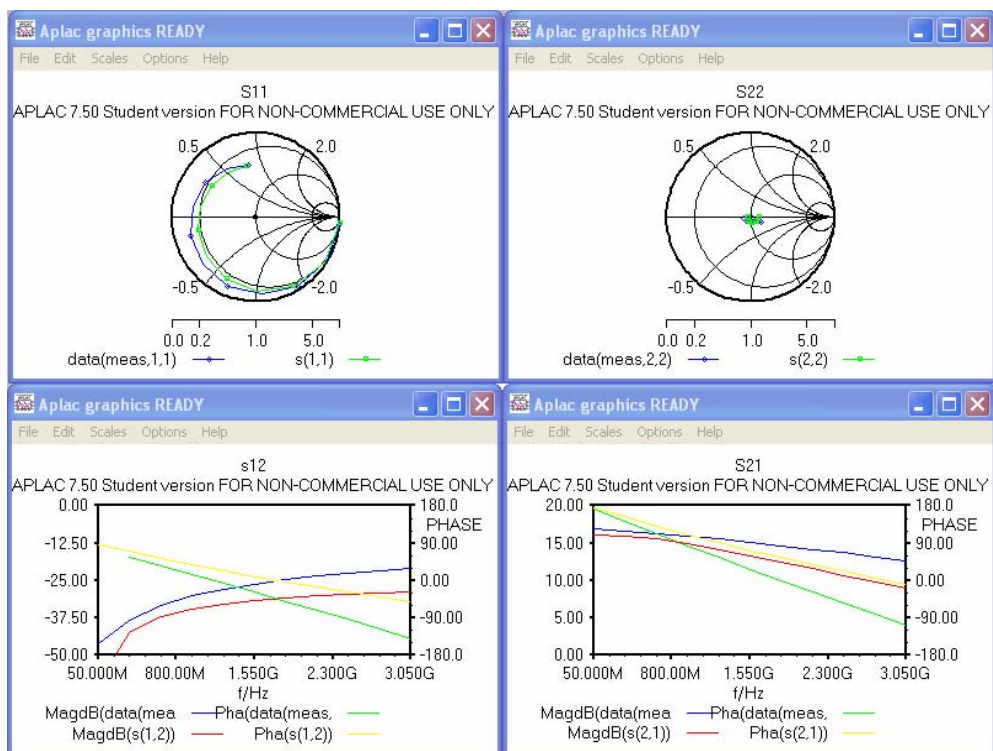 Aplac graphics READY
File Edit Scales Options Help
S11
APLAC 7.50 Student version FOR NON-COMMERCIAL USE ONLY
0.5 2.0
-0.5 -2.0
0.0 0.2 1.0 5.0
data(meas,1,1) s(1,1)
Aplac graphics READY
File Edit Scales Options Help
S22
APLAC 7.50 Student version FOR NON-COMMERCIAL USE ONLY
0.5 2.0
-0.5 -2.0
0.0 0.2 1.0 5.0
data(meas,2,2) s(2,2)
Aplac graphics READY
File Edit Scales Options Help
s12
APLAC 7.50 Student version FOR NON-COMMERCIAL USE ONLY
0.00 180.0
PHASE
-12.50 90.00
-25.00 0.00
-37.50 -90.00
-50.00 -180.0
50.000M 800.00M 1.550G 2.300G 3.050G
f/Hz
MagdB(data(mea Pha(data(meas,
MagdB(s(1,2)) Pha(s(1,2))
Aplac graphics READY
File Edit Scales Options Help
S21
APLAC 7.50 Student version FOR NON-COMMERCIAL USE ONLY
20.00 180.0
PHASE
15.00 90.00
10.00 0.00
5.00 -90.00
0.00 -180.0
50.000M 800.00M 1.550G 2.300G 3.050G
f/Hz
MagdB(data(mea Pha(data(meas,
MagdB(s(2,1)) Pha(s(2,1))